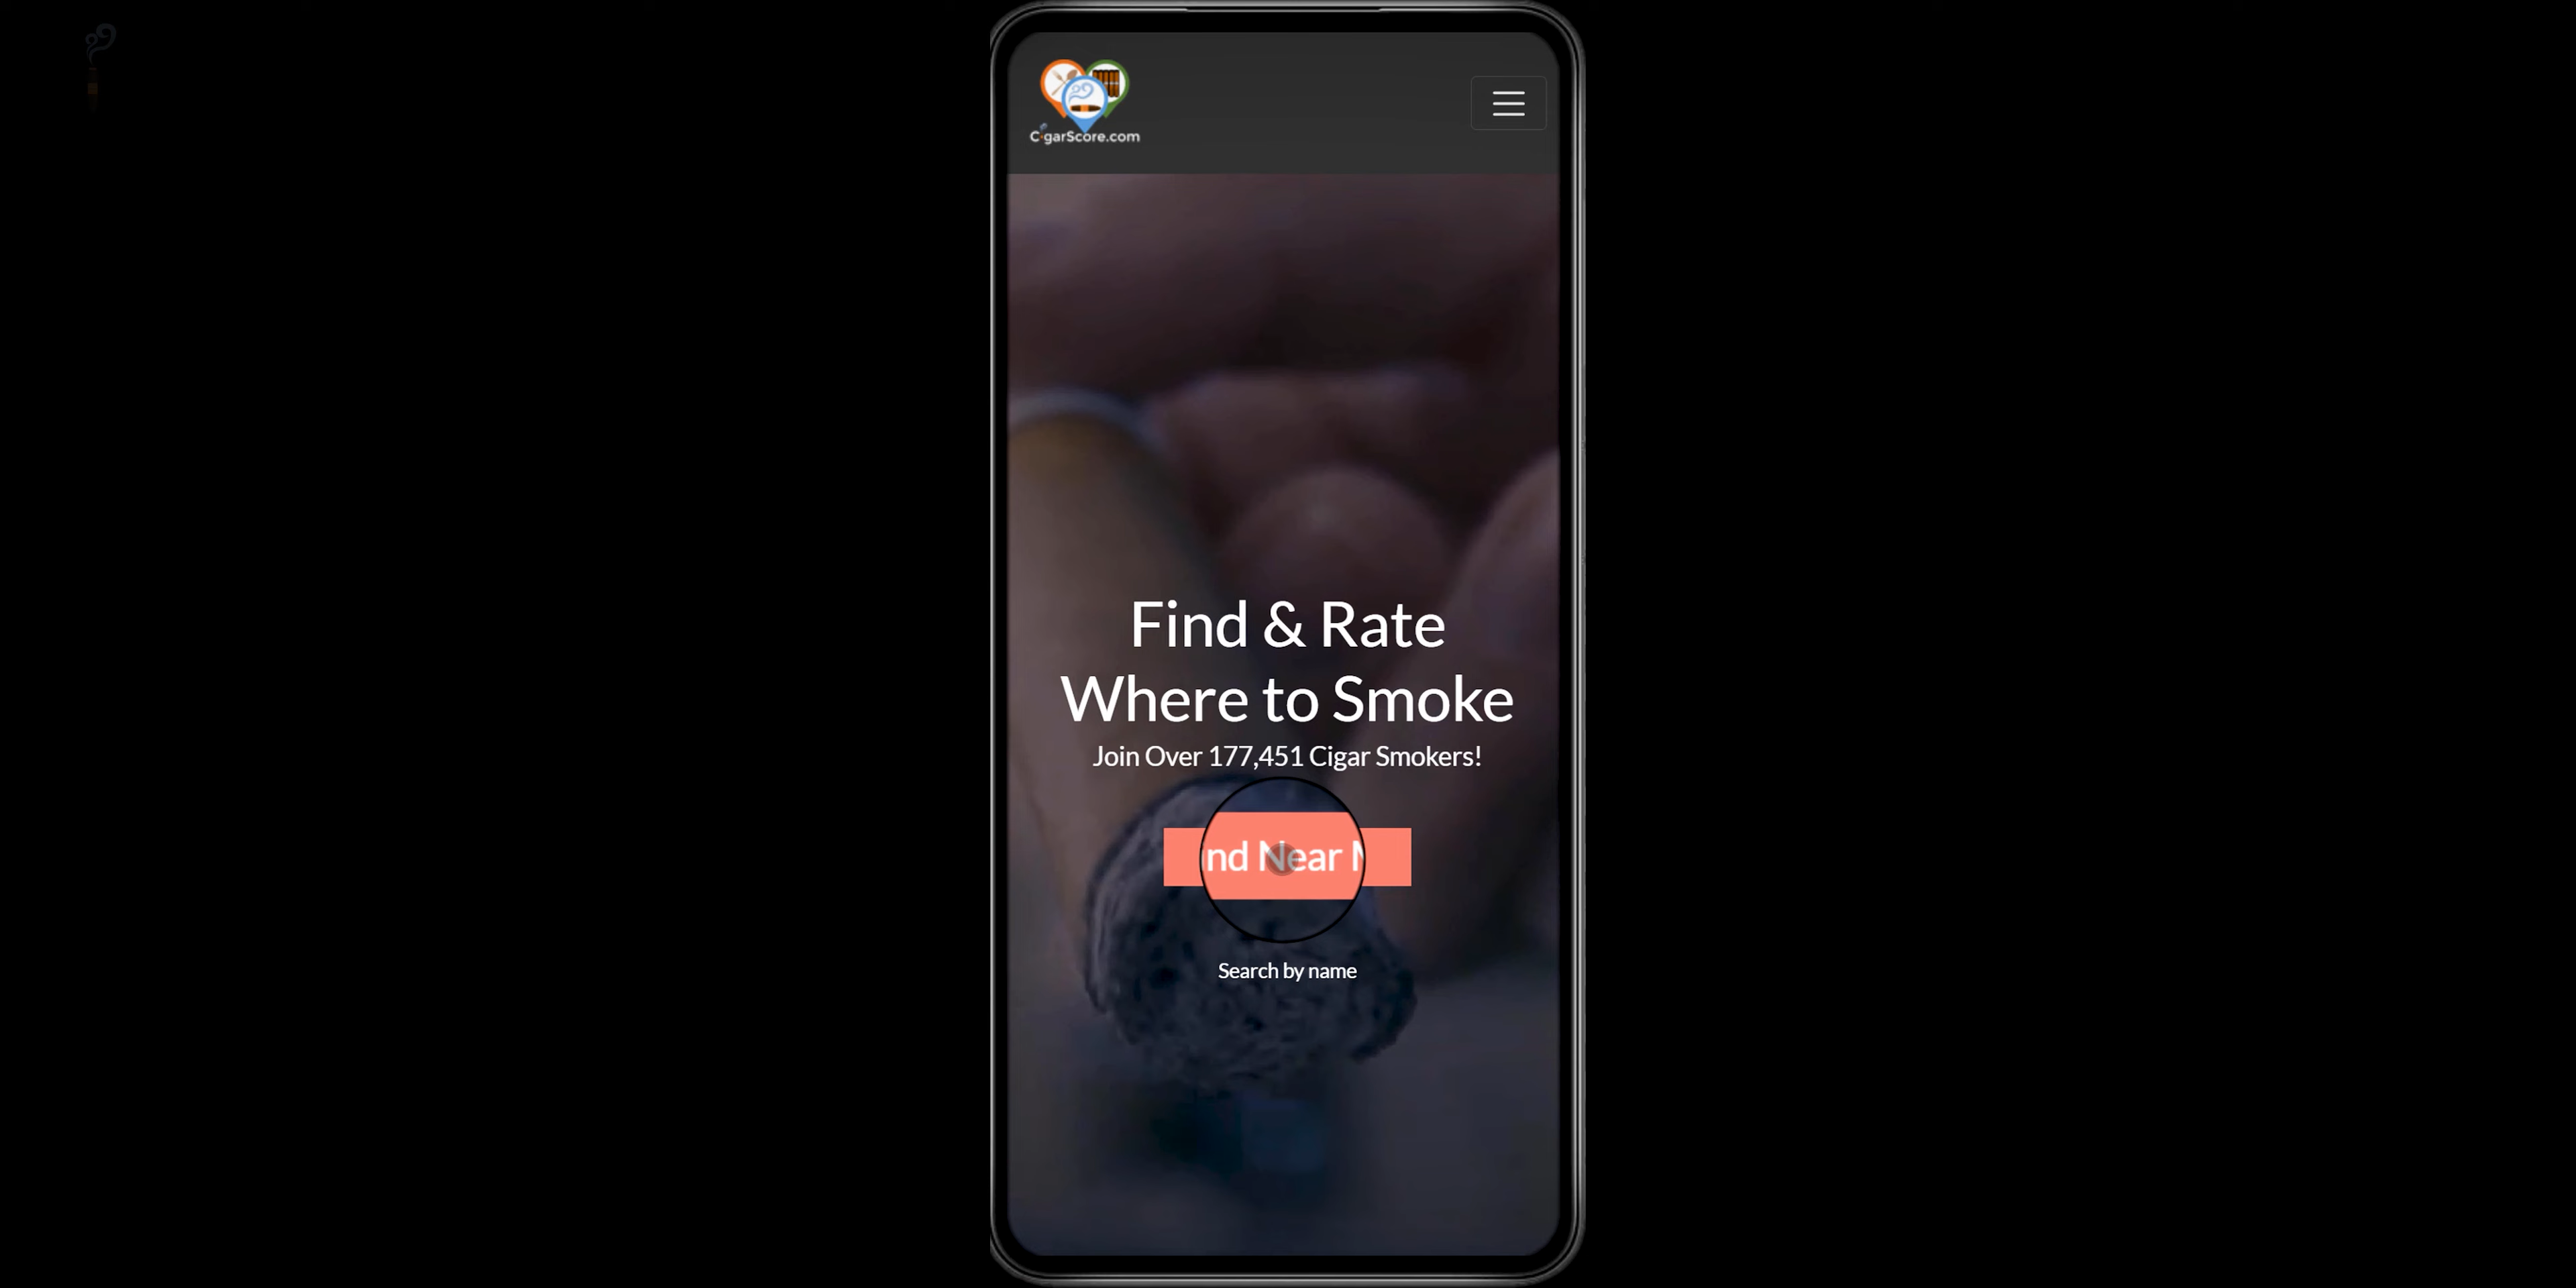 CigarScore.com
Find & Rate
Where to Smoke
Join Over 177,451 Cigar Smokers!
nd Near
Search by name